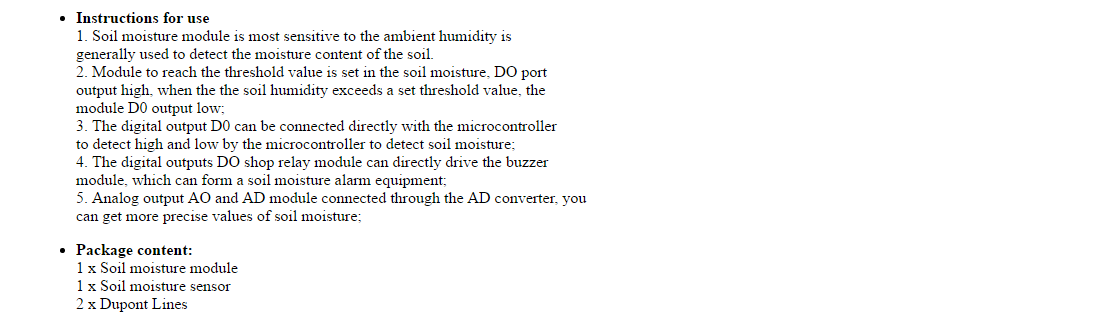 Instructions for use
1. Soil moisture module is most sensitive to the ambient humidity is
generally used to detect the moisture content of the soil.
2. Module to reach the threshold value is set in the soil moisture, DO port
output high, when the the soil humidity exceeds a set threshold value, the
module D0 output low;
3. The digital output D0 can be connected directly with the microcontroller
to detect high and low by the microcontroller to detect soil moisture;
4. The digital outputs DO shop relay module can directly drive the buzzer
module, which can form a soil moisture alarm equipment;
5. Analog output AO and AD module connected through the AD converter, you
can get more precise values of soil moisture;
Package content:
1 x Soil moisture module
1 x Soil moisture sensor
2 x Dupont Lines